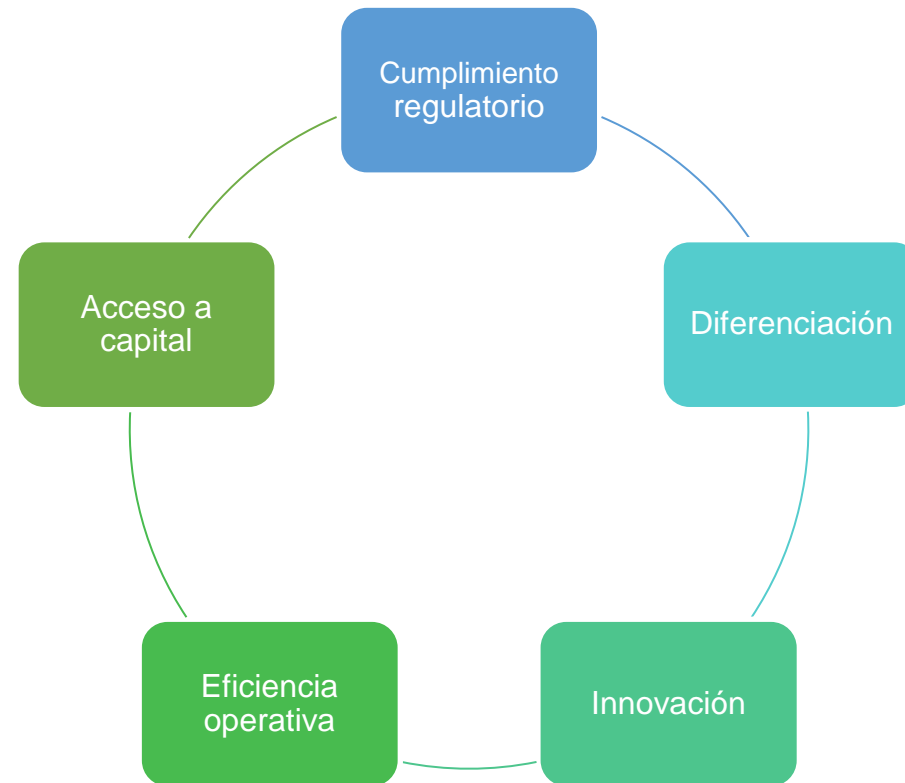 Cumplimiento
regulatorio
Diferenciación
Innovación
Eficiencia
operativa
Acceso a
capital